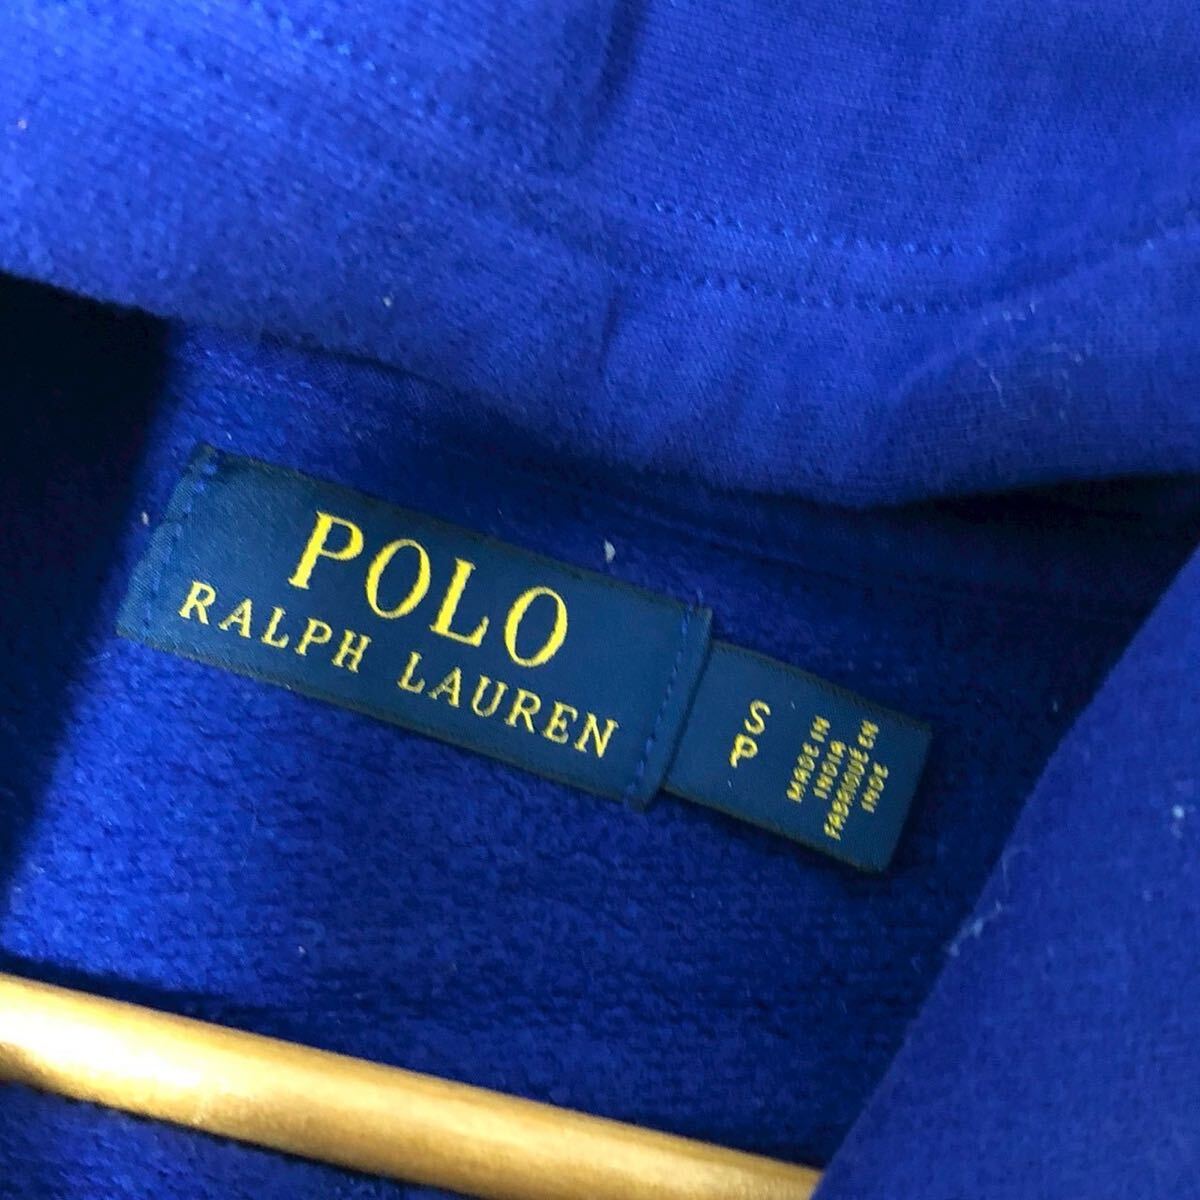 POLO
RALPH LAUREN
S
P
MADE IN
INDIA
FABRIQUÉ EN
INDE